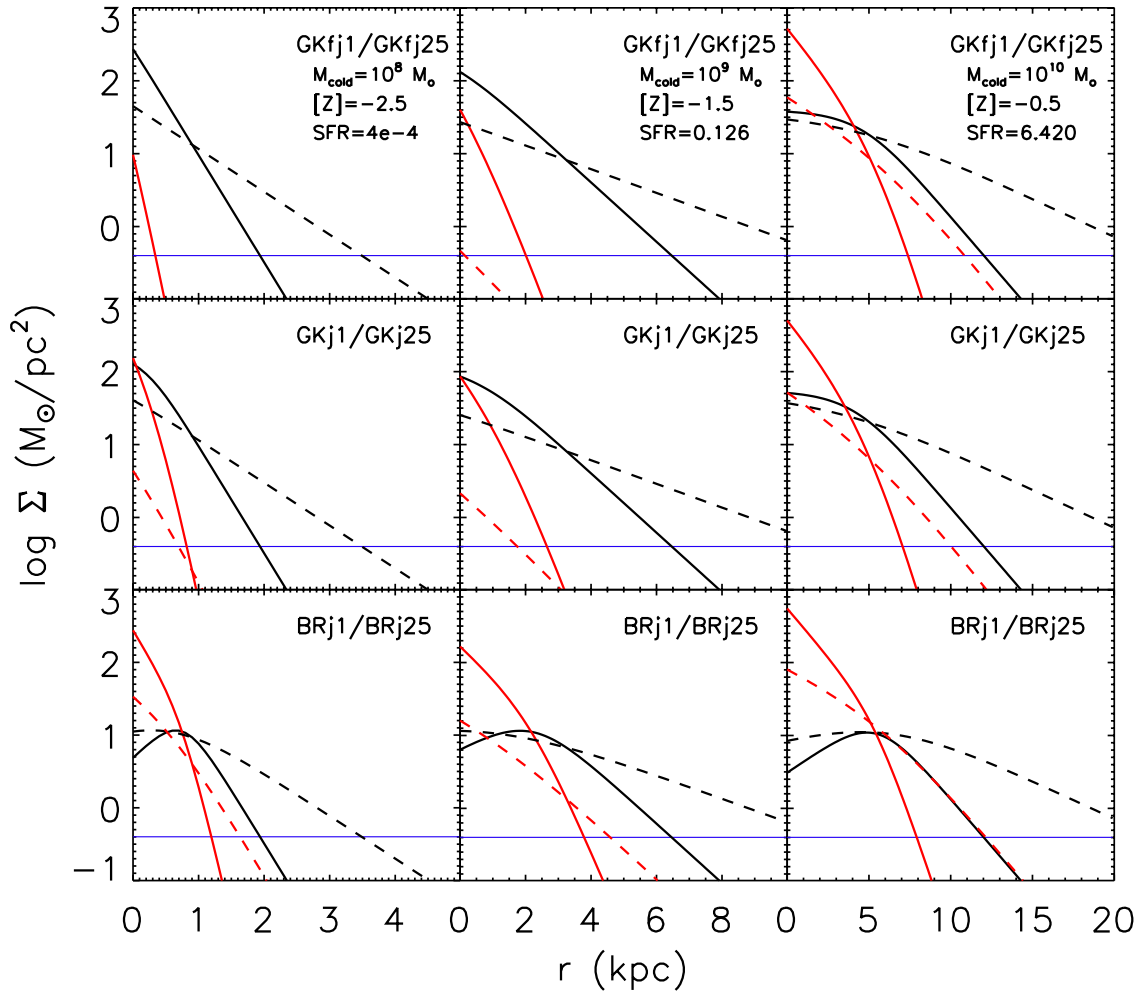 3
2
1
0
GKfj1/GKfj25
M_cold=10^8 M_o
[Z]=−2.5
SFR=4e−4
GKfj1/GKfj25
M_cold=10^9 M_o
[Z]=−1.5
SFR=0.126
GKfj1/GKfj25
M_cold=10^10 M_o
[Z]=−0.5
SFR=6.420
3
2
1
0
GKj1/GKj25
GKj1/GKj25
GKj1/GKj25
log Σ (M_⊙/pc^2)
3
2
1
0
−1
BRj1/BRj25
BRj1/BRj25
BRj1/BRj25
0 1 2 3 4 0 2 4 6 8 0 5 10 15 20
r (kpc)